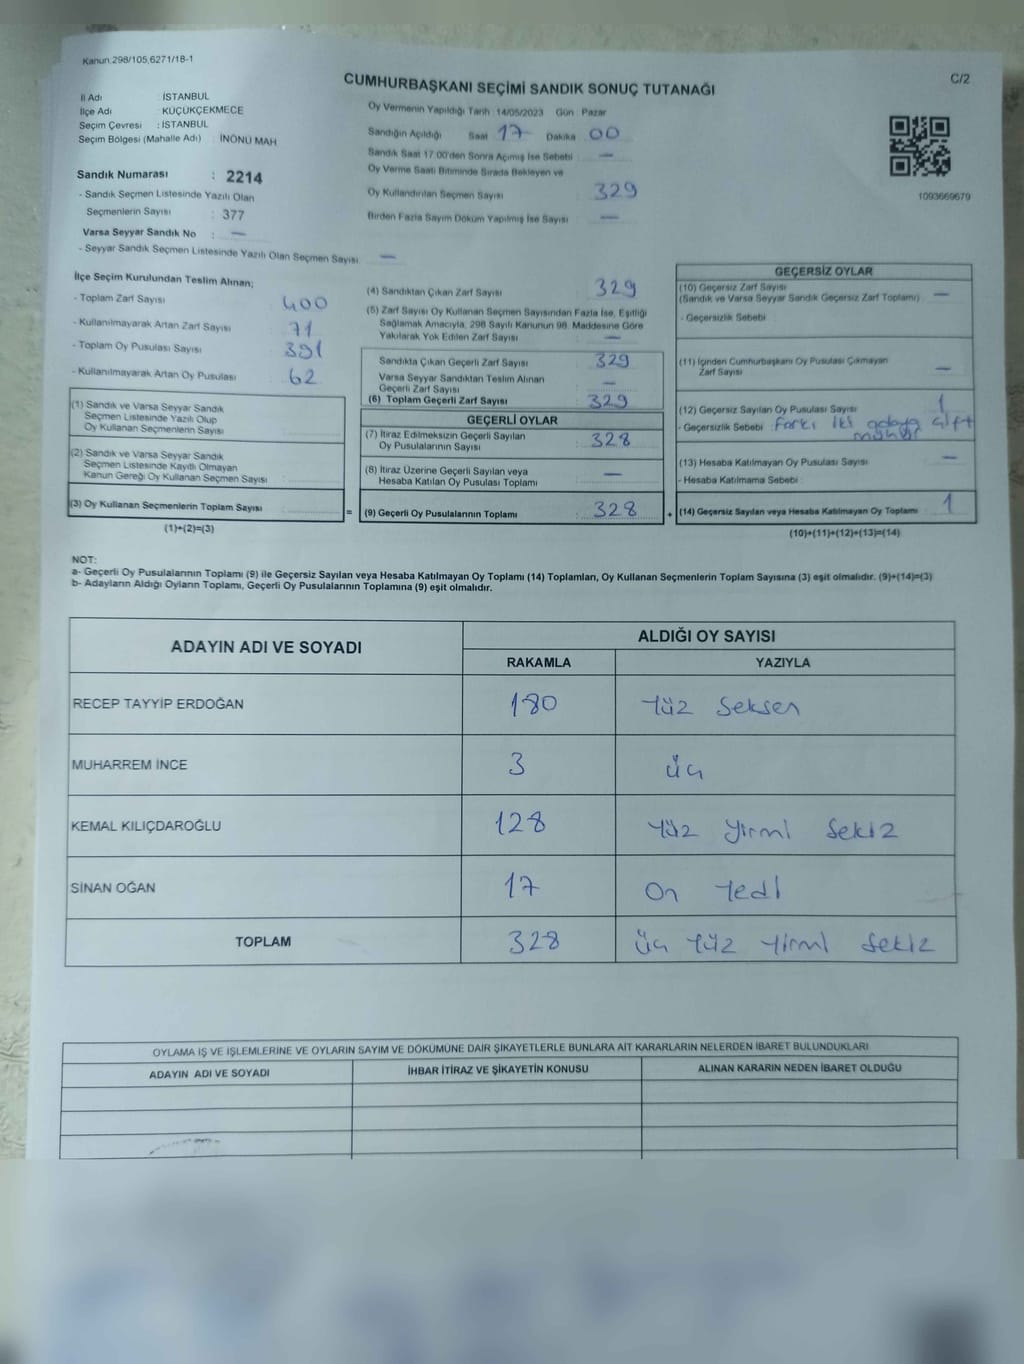 Kanun.298/105,6271/18-1
C/2
CUMHURBAŞKANI SEÇİMİ SANDIK SONUÇ TUTANAĞI
İl Adı : İSTANBUL
İlçe Adı : KÜÇÜKÇEKMECE
Seçim Çevresi : İSTANBUL
Seçim Bölgesi (Mahalle Adı) : İNÖNÜ MAH
Oy Vermenin Yapıldığı Tarih 14/05/2023 Gün Pazar
Sandığın Açıldığı Saat 17 Dakika 00
Sandık Saat 17.00'den Sonra Açımış İse Sebebi : —
Oy Verme Saati Bitiminde Sırada Bekleyen ve
Oy Kullandırılan Seçmen Sayısı 329
Birden Fazla Sayım Döküm Yapılmış İse Sayısı : —
1093669679
Sandık Numarası : 2214
- Sandık Seçmen Listesinde Yazılı Olan
Seçmenlerin Sayısı : 377
Varsa Seyyar Sandık No : —
- Seyyar Sandık Seçmen Listesinde Yazılı Olan Seçmen Sayısı: —
İlçe Seçim Kurulundan Teslim Alınan;
- Toplam Zarf Sayısı : 400
- Kullanılmayarak Artan Zarf Sayısı : 71
- Toplam Oy Pusulası Sayısı : 391
- Kullanılmayarak Artan Oy Pusulası : 62
(1) Sandık ve Varsa Seyyar Sandık
Seçmen Listesinde Yazılı Olup
Oy Kullanan Seçmenlerin Sayısı :
(2) Sandık ve Varsa Seyyar Sandık
Seçmen Listesinde Kayıtlı Olmayan
Kanun Gereği Oy Kullanan Seçmen Sayısı :
(3) Oy Kullanan Seçmenlerin Toplam Sayısı :
(1)+(2)=(3)
=
(4) Sandıktan Çıkan Zarf Sayısı : 329
(5) Zarf Sayısı Oy Kullanan Seçmen Sayısından Fazla İse, Eşitliği
Sağlamak Amacıyla, 298 Sayılı Kanunun 98. Maddesine Göre
Yakılarak Yok Edilen Zarf Sayısı : —
Sandıkta Çıkan Geçerli Zarf Sayısı : 329
Varsa Seyyar Sandıktan Teslim Alınan
Geçerli Zarf Sayısı : —
(6) Toplam Geçerli Zarf Sayısı : 329
GEÇERLİ OYLAR
(7) İtiraz Edilmeksizin Geçerli Sayılan
Oy Pusulalarının Sayısı : 328
(8) İtiraz Üzerine Geçerli Sayılan veya
Hesaba Katılan Oy Pusulası Toplamı : —
(9) Geçerli Oy Pusulalarının Toplamı : 328
+
GEÇERSİZ OYLAR
(10) Geçersiz Zarf Sayısı
(Sandık ve Varsa Seyyar Sandık Geçersiz Zarf Toplamı) : —
- Geçersizlik Sebebi :
(11) İçinden Cumhurbaşkanı Oy Pusulası Çıkmayan
Zarf Sayısı : —
(12) Geçersiz Sayılan Oy Pusulası Sayısı : 1
- Geçersizlik Sebebi : Farkı iki adaya çift
mühür
(13) Hesaba Katılmayan Oy Pusulası Sayısı : —
- Hesaba Katılmama Sebebi :
(14) Geçersiz Sayılan veya Hesaba Katılmayan Oy Toplamı : 1
(10)+(11)+(12)+(13)=(14)
NOT:
a- Geçerli Oy Pusulalarının Toplamı (9) ile Geçersiz Sayılan veya Hesaba Katılmayan Oy Toplamı (14) Toplamları, Oy Kullanan Seçmenlerin Toplam Sayısına (3) eşit olmalıdır. (9)+(14)=(3)
b- Adayların Aldığı Oyların Toplamı, Geçerli Oy Pusulalarının Toplamına (9) eşit olmalıdır.
ADAYIN ADI VE SOYADI
ALDIĞI OY SAYISI
RAKAMLA YAZIYLA
RECEP TAYYİP ERDOĞAN 180 Yüz Seksen
MUHARREM İNCE 3 üç
KEMAL KILIÇDAROĞLU 128 Yüz Yirmi Sekiz
SİNAN OĞAN 17 On Yedi
TOPLAM 328 üç Yüz Yirmi Sekiz
OYLAMA İŞ VE İŞLEMLERİNE VE OYLARIN SAYIM VE DÖKÜMÜNE DAİR ŞİKAYETLERLE BUNLARA AİT KARARLARIN NELERDEN İBARET BULUNDUKLARI
ADAYIN ADI VE SOYADI İHBAR İTİRAZ VE ŞİKAYETİN KONUSU ALINAN KARARIN NEDEN İBARET OLDUĞU